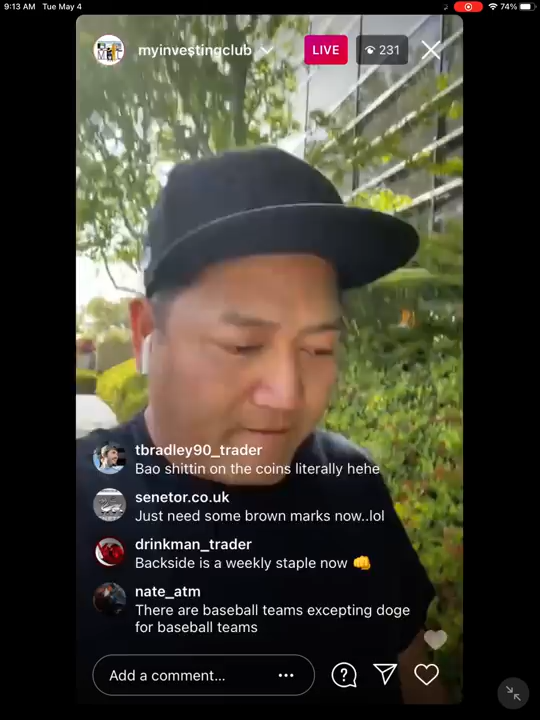 9:13 AM Tue May 4
74%
myinvestingclub
LIVE
231
tbradley90_trader
Bao shittin on the coins literally hehe
senetor.co.uk
Just need some brown marks now..lol
drinkman_trader
Backside is a weekly staple now 👊
nate_atm
There are baseball teams excepting doge
for baseball teams
Add a comment...